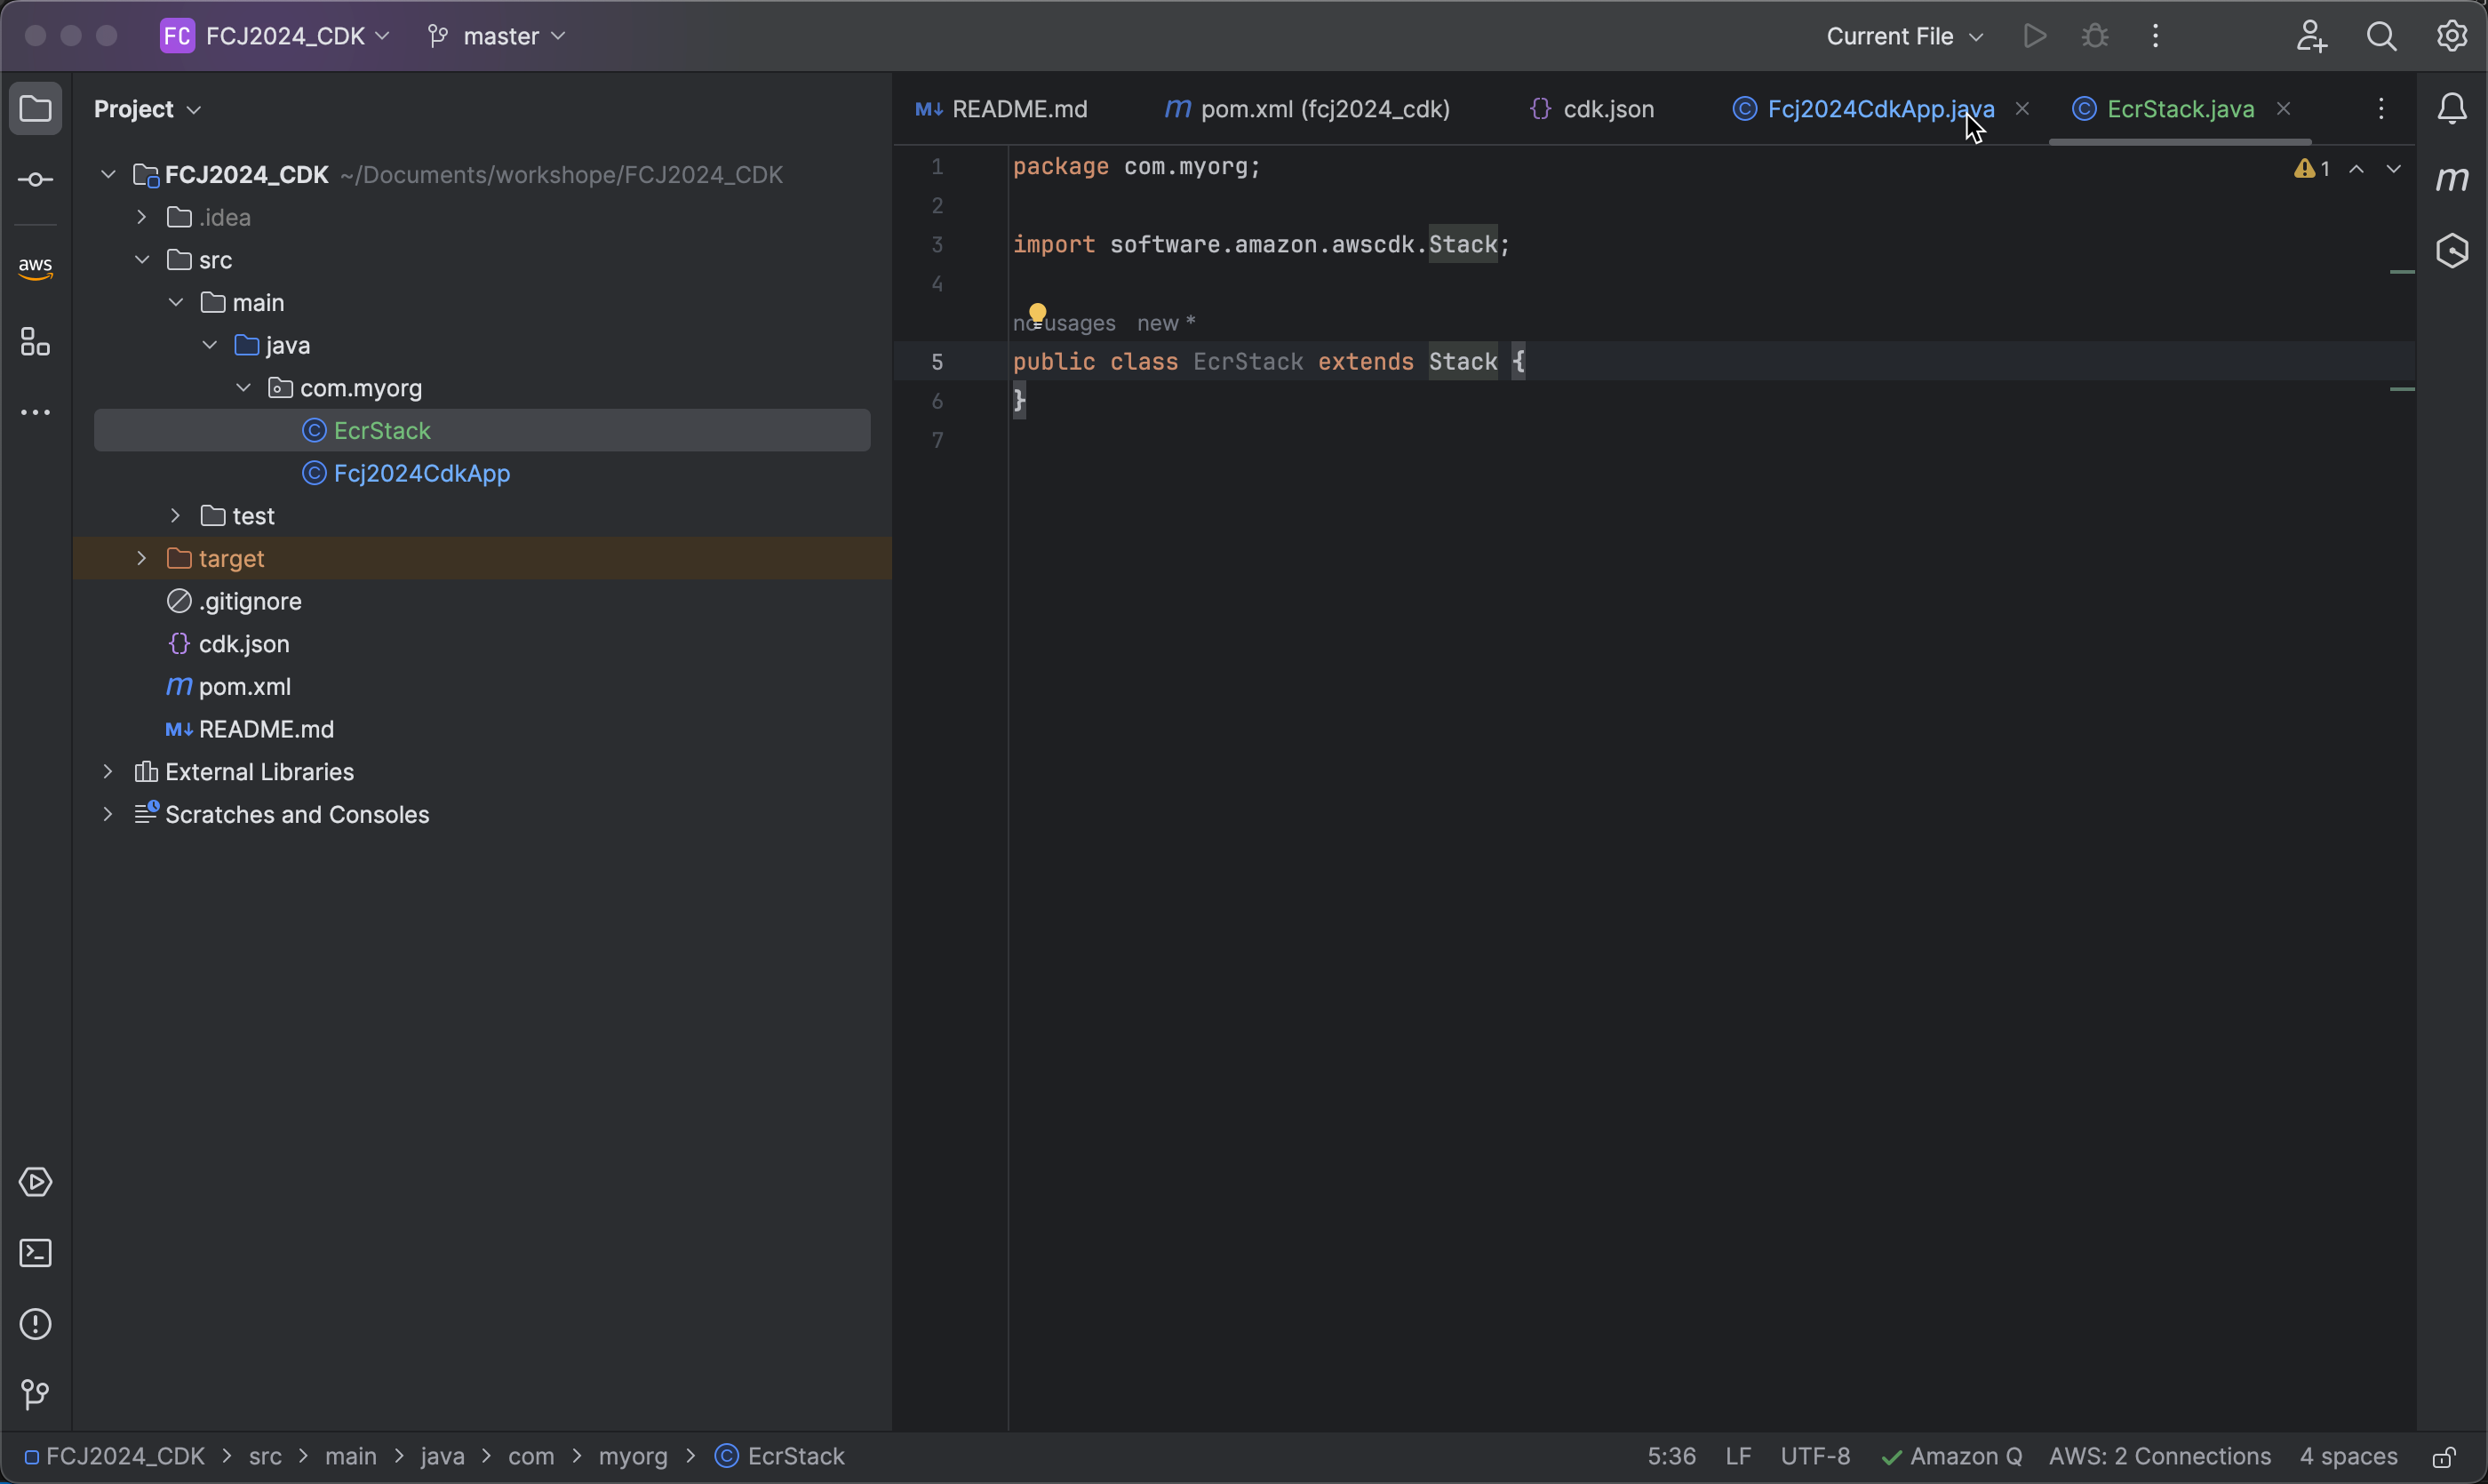 FC FCJ2024_CDK master Current File
Project
FCJ2024_CDK ~/Documents/workshope/FCJ2024_CDK
.idea
src
main
java
com.myorg
EcrStack
Fcj2024CdkApp
test
target
.gitignore
{} cdk.json
m pom.xml
M↓ README.md
External Libraries
Scratches and Consoles
aws
M↓ README.md m pom.xml (fcj2024_cdk) {} cdk.json © Fcj2024CdkApp.java © EcrStack.java
1 package com.myorg;
1
2
3 import software.amazon.awscdk.Stack;
4
usages new *
5 public class EcrStack extends Stack {
6 }
7
m
FCJ2024_CDK > src > main > java > com > myorg > © EcrStack
5:36 LF UTF-8 Amazon Q AWS: 2 Connections 4 spaces